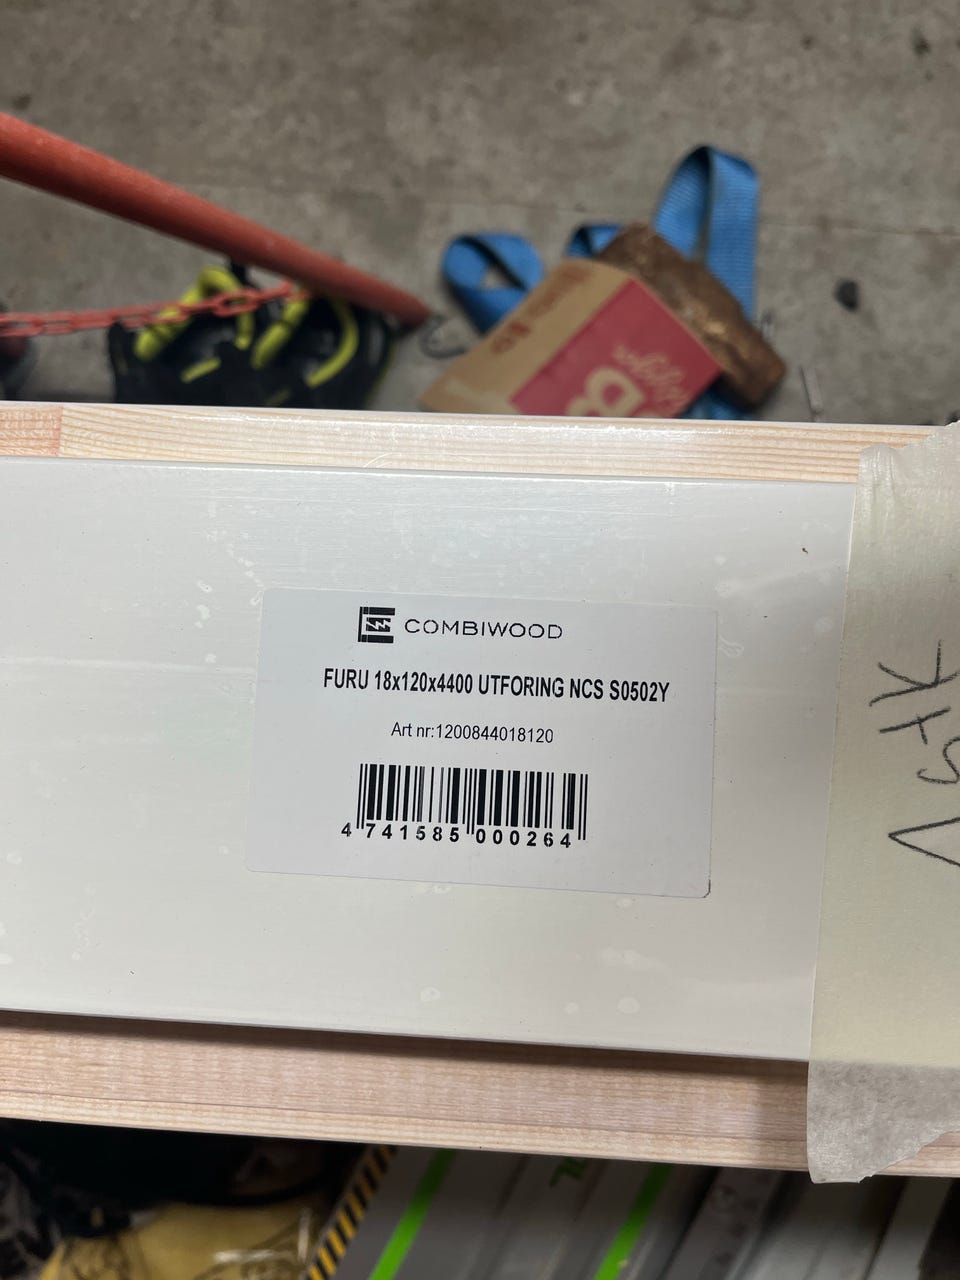 COMBIWOOD
FURU 18x120x4400 UTFORING NCS S0502Y
Art nr:1200844018120
4 741585 000264
B